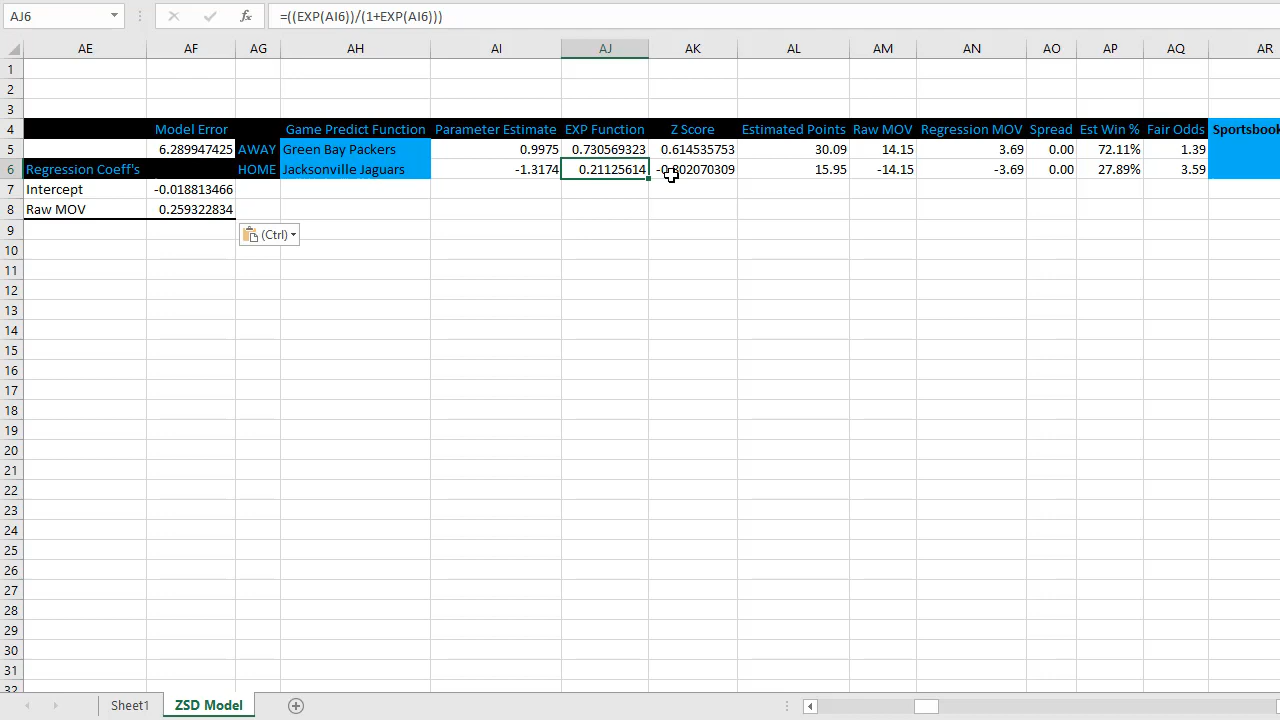 AJ6 =((EXP(AI6))/(1+EXP(AI6)))
AE AF AG AH AI AJ AK AL AM AN AO AP AQ AR
1
2
3
4 Model Error Game Predict Function Parameter Estimate EXP Function Z Score Estimated Points Raw MOV Regression MOV Spread Est Win % Fair Odds Sportsbook
5 6.289947425 AWAY Green Bay Packers 0.9975 0.730569323 0.614535753 30.09 14.15 3.69 0.00 72.11% 1.39
6 Regression Coeff's HOME Jacksonville Jaguars -1.3174 0.21125614 -0.802070309 15.95 -14.15 -3.69 0.00 27.89% 3.59
7 Intercept -0.018813466
8 Raw MOV 0.259322834
9 (Ctrl)
10
11
12
13
14
15
16
17
18
19
20
21
22
23
24
25
26
27
28
29
30
31
32
Sheet1 ZSD Model